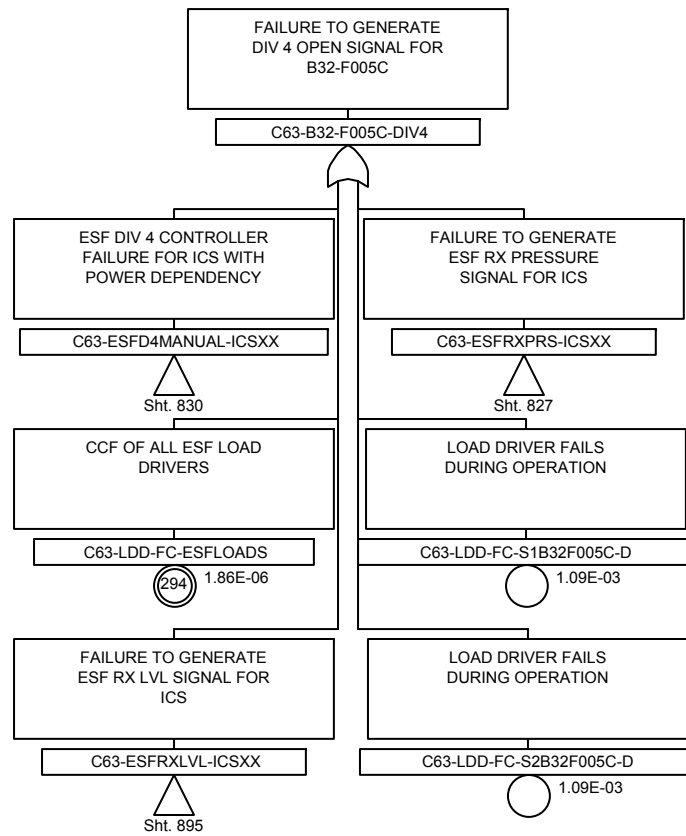 FAILURE TO GENERATE
DIV 4 OPEN SIGNAL FOR
B32-F005C
C63-B32-F005C-DIV4
ESF DIV 4 CONTROLLER
FAILURE FOR ICS WITH
POWER DEPENDENCY
C63-ESFD4MANUAL-ICSXX
Sht. 830
FAILURE TO GENERATE
ESF RX PRESSURE
SIGNAL FOR ICS
C63-ESFRXPRS-ICSXX
Sht. 827
CCF OF ALL ESF LOAD
DRIVERS
C63-LDD-FC-ESFLOADS
294
1.86E-06
LOAD DRIVER FAILS
DURING OPERATION
C63-LDD-FC-S1B32F005C-D
1.09E-03
FAILURE TO GENERATE
ESF RX LVL SIGNAL FOR
ICS
C63-ESFRXLVL-ICSXX
Sht. 895
LOAD DRIVER FAILS
DURING OPERATION
C63-LDD-FC-S2B32F005C-D
1.09E-03